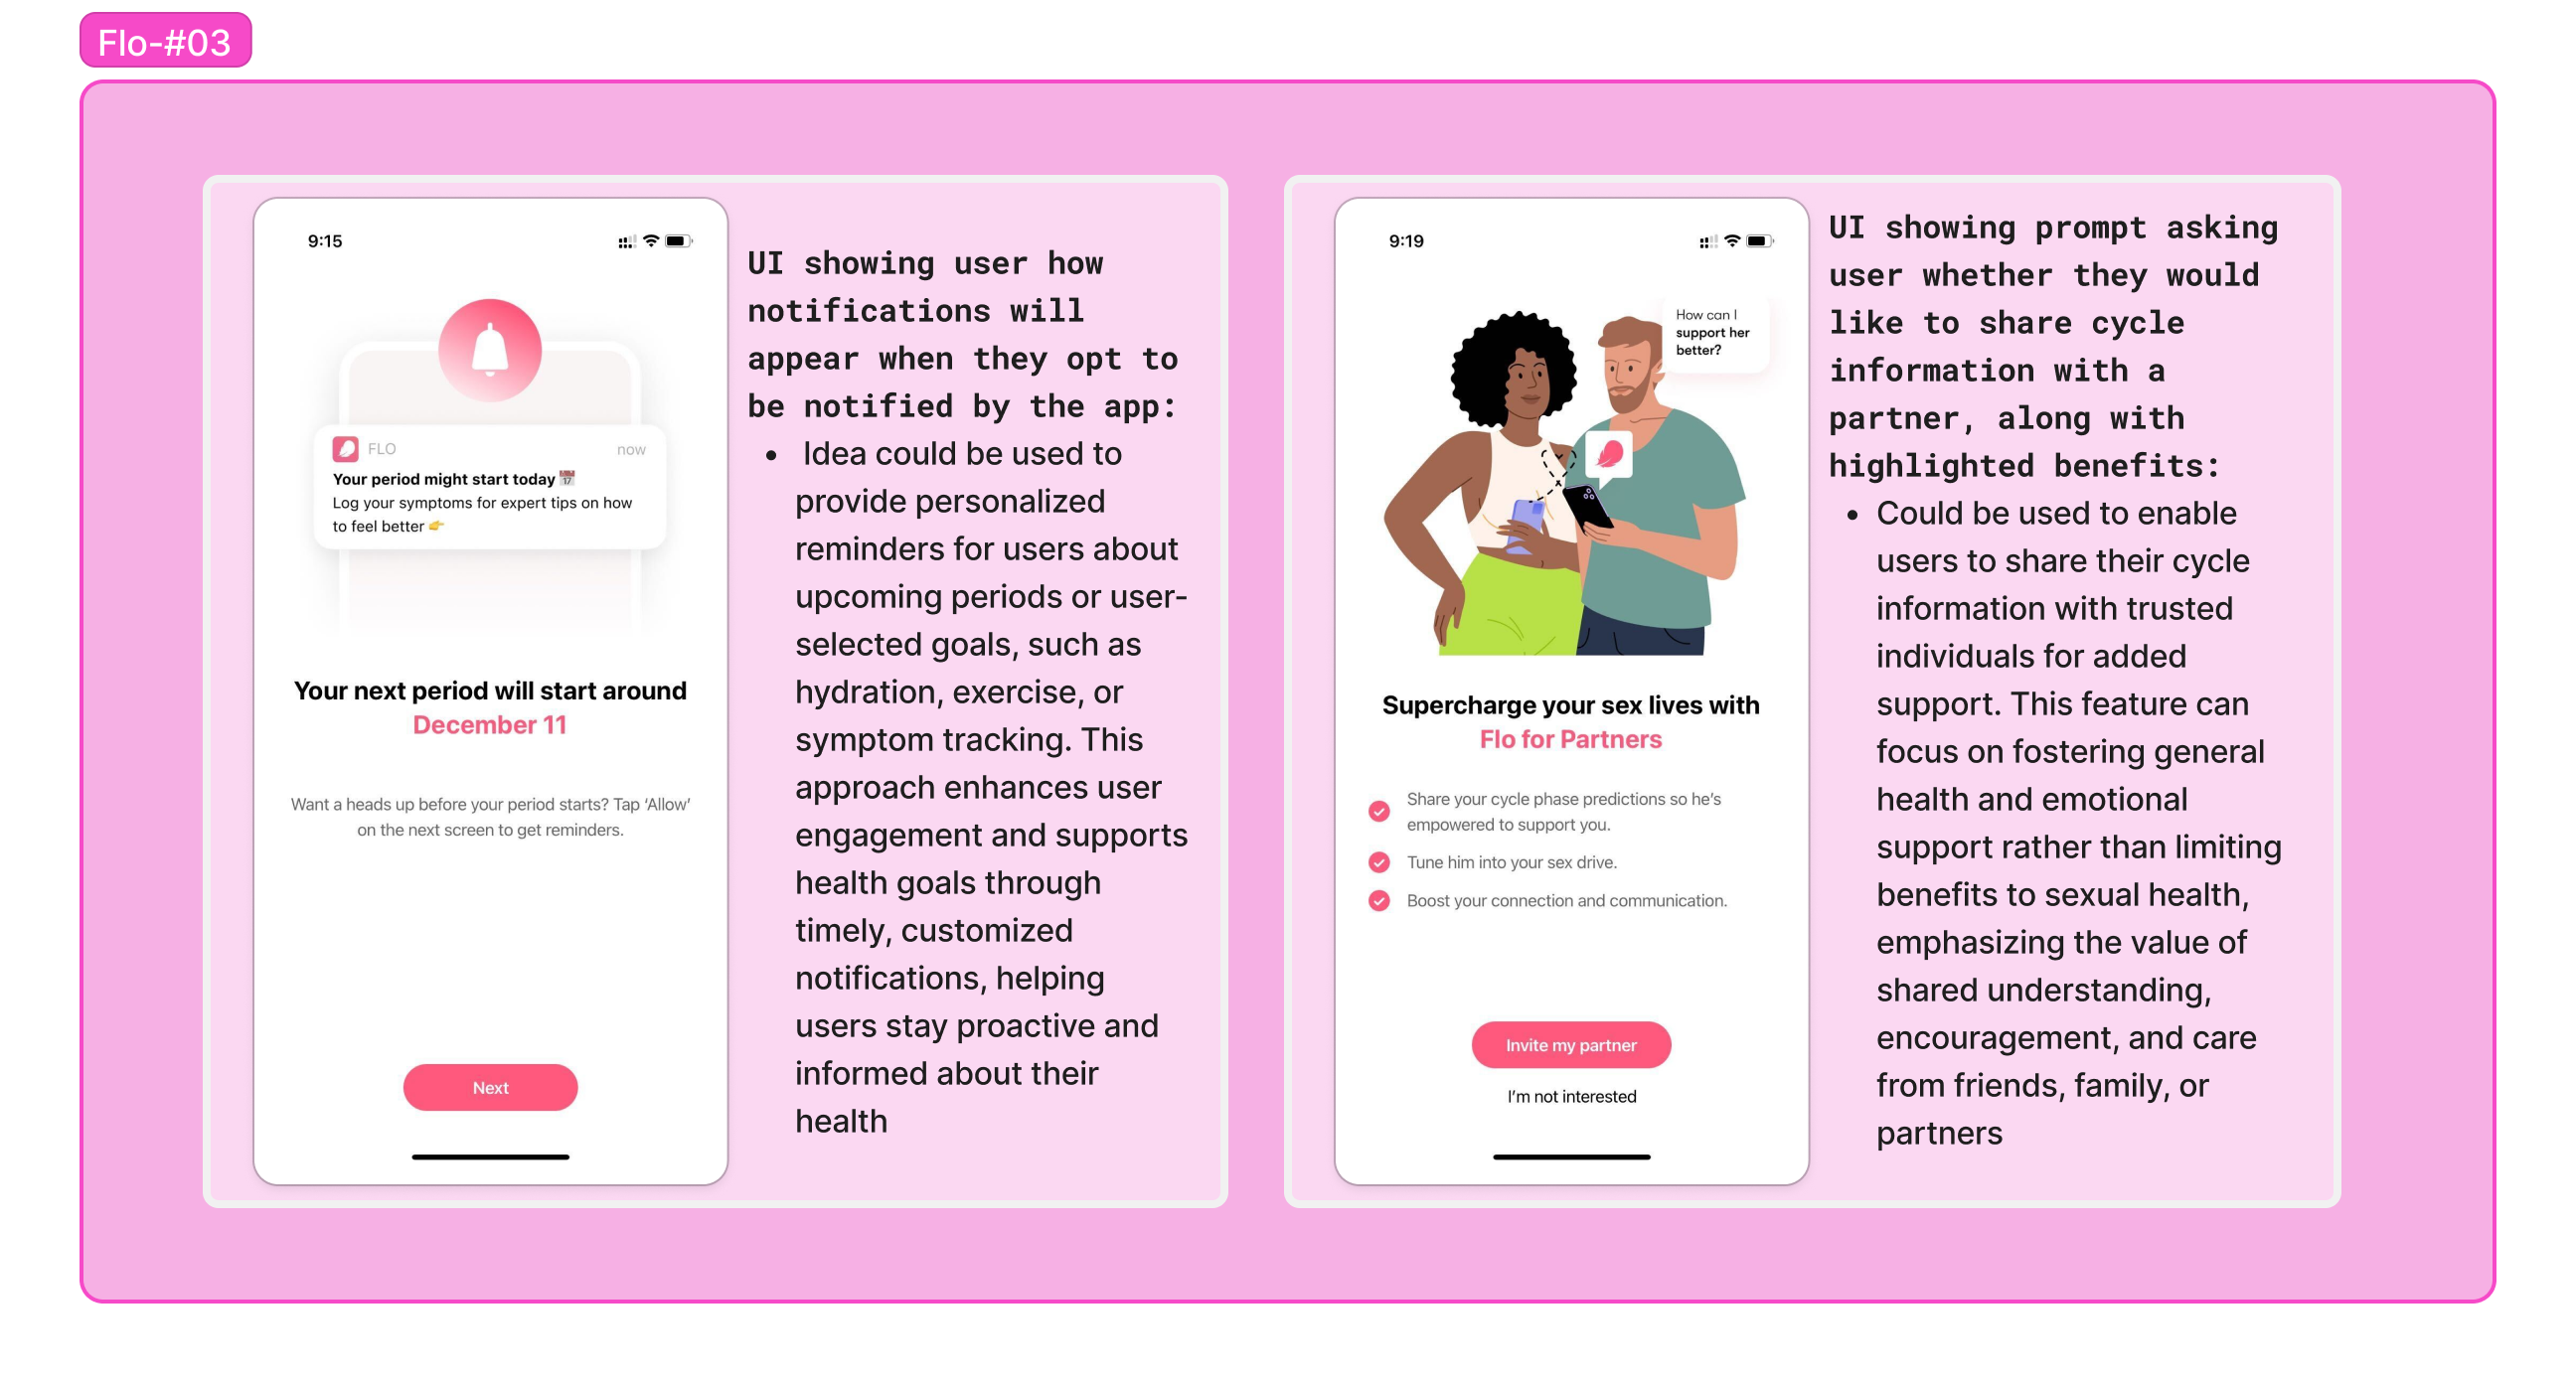 Flo-#03
9:15
FLO
now
Your period might start today 📅
Log your symptoms for expert tips on how
to feel better 👉
Your next period will start around
December 11
Want a heads up before your period starts? Tap ‘Allow’
on the next screen to get reminders.
Next
UI showing user how
notifications will
appear when they opt to
be notified by the app:
• Idea could be used to
provide personalized
reminders for users about
upcoming periods or user-
selected goals, such as
hydration, exercise, or
symptom tracking. This
approach enhances user
engagement and supports
health goals through
timely, customized
notifications, helping
users stay proactive and
informed about their
health
9:19
How can I
support her
better?
Supercharge your sex lives with
Flo for Partners
Share your cycle phase predictions so he’s
empowered to support you.
Tune him into your sex drive.
Boost your connection and communication.
Invite my partner
I’m not interested
UI showing prompt asking
user whether they would
like to share cycle
information with a
partner, along with
highlighted benefits:
• Could be used to enable
users to share their cycle
information with trusted
individuals for added
support. This feature can
focus on fostering general
health and emotional
support rather than limiting
benefits to sexual health,
emphasizing the value of
shared understanding,
encouragement, and care
from friends, family, or
partners